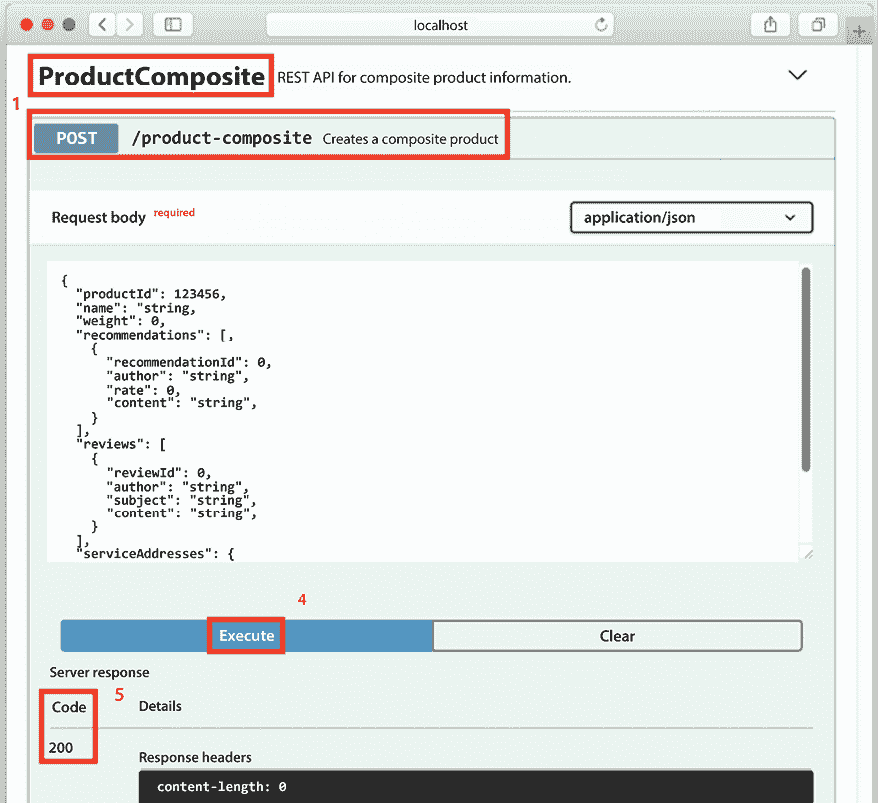 localhost
ProductComposite REST API for composite product information.
1
POST /product-composite Creates a composite product
Request body required
application/json
{
"productId": 123456,
"name": "string,
"weight": 0,
"recommendations": [,
{
"recommendationId": 0,
"author": "string",
"rate": 0,
"content": "string",
}
],
"reviews": [
{
"reviewId": 0,
"author": "string",
"subject": "string",
"content": "string",
}
],
"serviceAddresses": {
4
Execute
Clear
Server response
Code
5
Details
200
Response headers
content-length: 0